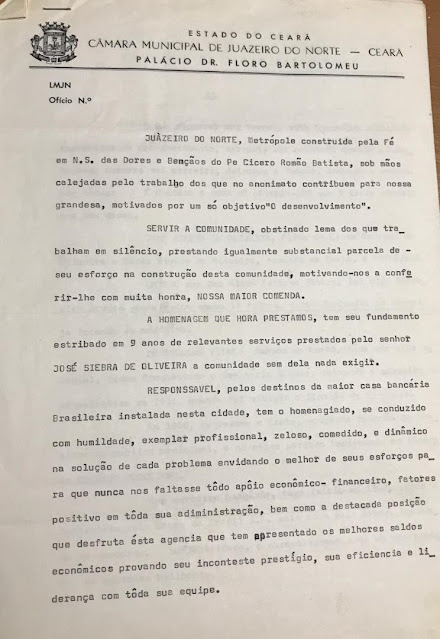 ESTADO DO CEARÁ
CÂMARA MUNICIPAL DE JUAZEIRO DO NORTE — CEARÁ
PALÁCIO DR. FLORO BARTOLOMEU
LMJN
Ofício N.º
JUÀZEIRO DO NORTE, Metrópole construida pela Fé
em N.S. das Dores e Bençãos do Pe Cícero Romão Batista, sob mãos
calejadas pelo trabalho dos que no anonimato contribuem para nossa
grandesa, motivados por um só objetivo"O desenvolvimento".
SERVIR A COMUNIDADE, obstinado lema dos que tra_
balham em silêncio, prestando igualmente substancial parcela de -
seu esforço na construção desta comunidade, motivando-nos a confe
rir-lhe com muita honra, NOSSA MAIOR COMENDA.
A HOMENAGEM QUE HORA PRESTAMOS, tem seu fundamento
estribado em 9 anos de relevantes serviços prestados pelo senhor
JOSÉ SIEBRA DE OLIVEIRA a comunidade sem dela nada exigir.
RESPONSSAVEL, pelos destinos da maior casa bancária
Brasileira instalada nesta cidade, tem o homenagiado, se conduzido
com humildade, exemplar profissional, zeloso, comedido, e dinâmico
na solução de cada problema envidando o melhor de seus esforços pa_
ra que nunca nos faltasse tôdo apôio econômico- financeiro, fatores
positivo em tôda sua adiministração, bem como a destacada posição
que desfruta ésta agencia que tem apresentado os melhores saldos
econômicos provando seu inconteste prestígio, sua eficiencia e li_
derança com tôda sua equipe.